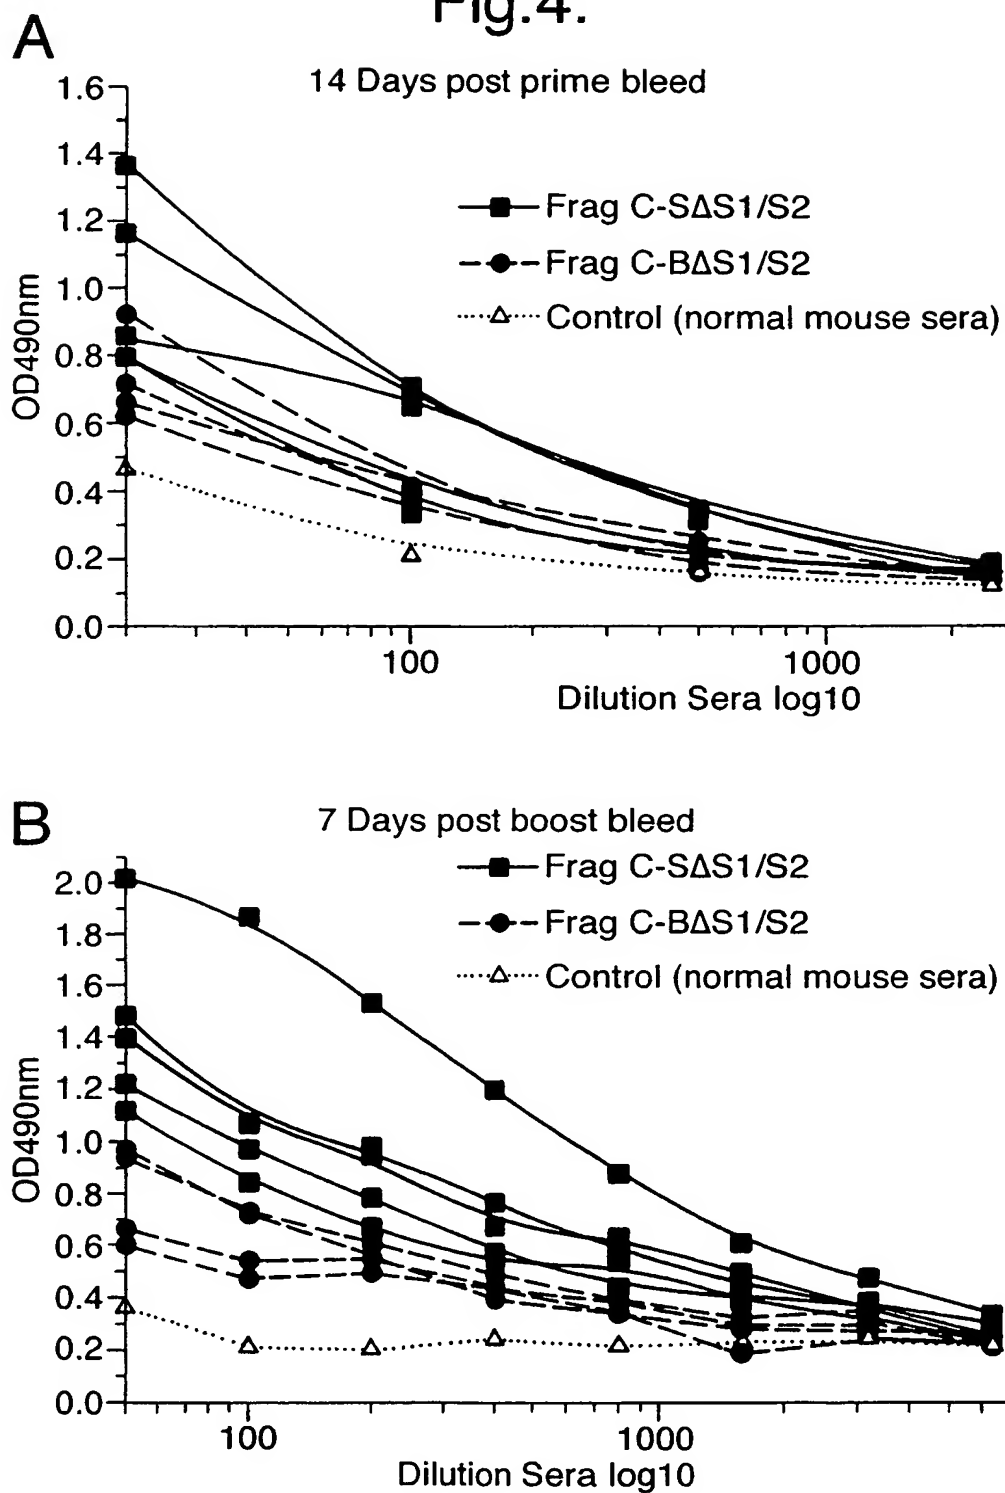 Fig.4.
A
14 Days post prime bleed
1.6
1.4
1.2
1.0
0.8
0.6
0.4
0.2
0.0
OD490nm
Frag C-SΔS1/S2
Frag C-BΔS1/S2
Control (normal mouse sera)
100
1000
Dilution Sera log10
B
7 Days post boost bleed
2.0
1.8
1.6
1.4
1.2
1.0
0.8
0.6
0.4
0.2
0.0
OD490nm
Frag C-SΔS1/S2
Frag C-BΔS1/S2
Control (normal mouse sera)
100
1000
Dilution Sera log10